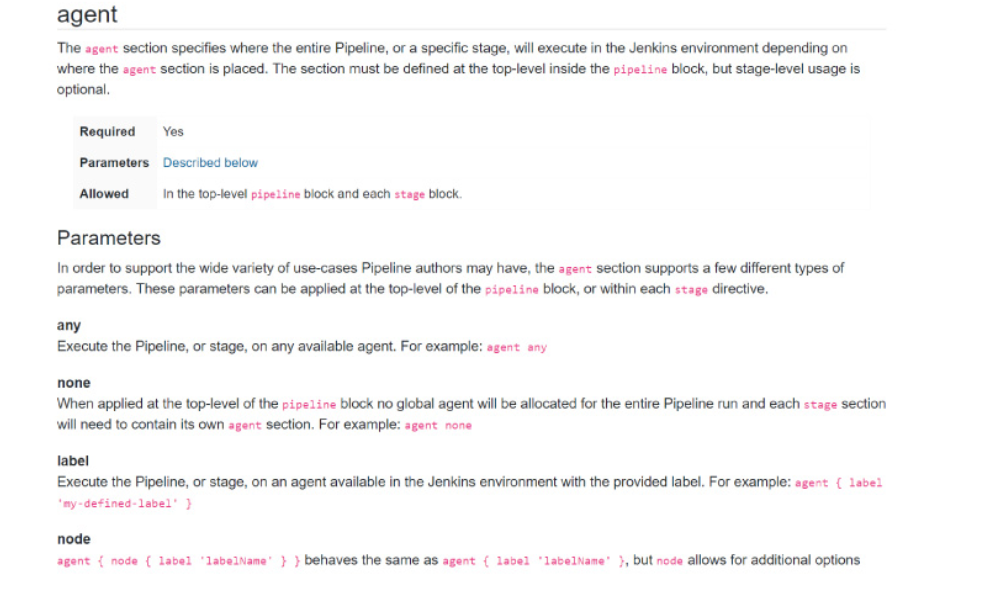 agent
The agent section specifies where the entire Pipeline, or a specific stage, will execute in the Jenkins environment depending on
where the agent section is placed. The section must be defined at the top-level inside the pipeline block, but stage-level usage is
optional.
Required Yes
Parameters Described below
Allowed In the top-level pipeline block and each stage block.
Parameters
In order to support the wide variety of use-cases Pipeline authors may have, the agent section supports a few different types of
parameters. These parameters can be applied at the top-level of the pipeline block, or within each stage directive.
any
Execute the Pipeline, or stage, on any available agent. For example: agent any
none
When applied at the top-level of the pipeline block no global agent will be allocated for the entire Pipeline run and each stage section
will need to contain its own agent section. For example: agent none
label
Execute the Pipeline, or stage, on an agent available in the Jenkins environment with the provided label. For example: agent { label
'my-defined-label' }
node
agent { node { label 'labelName' } } behaves the same as agent { label 'labelName' }, but node allows for additional options